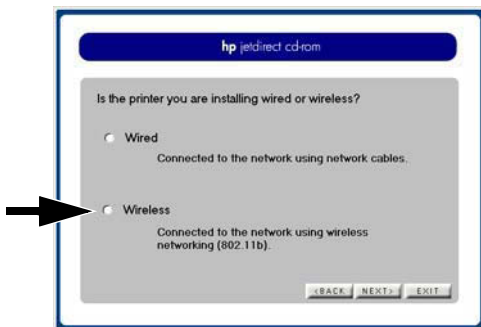 hp jetdirect cd-rom
Is the printer you are installing wired or wireless?
Wired
Connected to the network using network cables.
Wireless
Connected to the network using wireless
networking (802.11b).
<BACK NEXT> EXIT